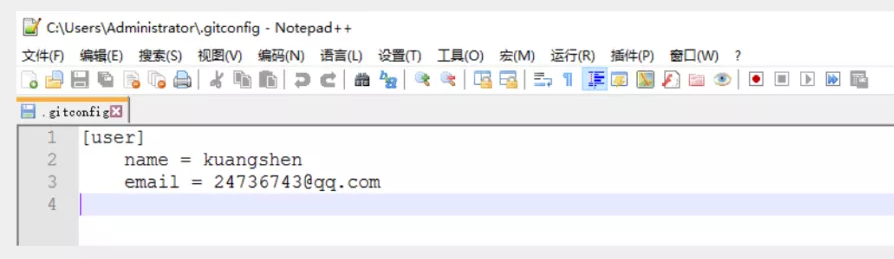 C:\Users\Administrator\.gitconfig - Notepad++
文件(F) 编辑(E) 搜索(S) 视图(V) 编码(N) 语言(L) 设置(T) 工具(O) 宏(M) 运行(R) 插件(P) 窗口(W) ?
.gitconfig
1 [user]
2 name = kuangshen
3 email = 24736743@qq.com
4